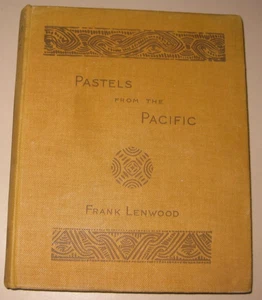 PASTELS
FROM THE
PACIFIC
FRANK LENWOOD